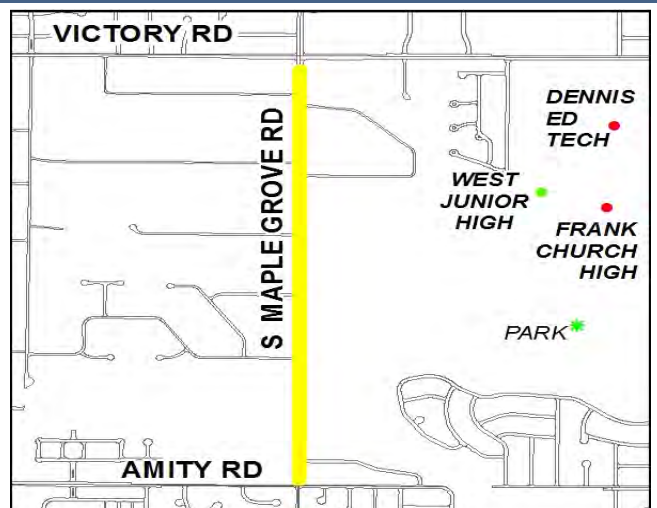 VICTORY RD
S MAPLE GROVE RD
DENNIS
ED
TECH
WEST
JUNIOR
HIGH
FRANK
CHURCH
HIGH
PARK
AMITY RD